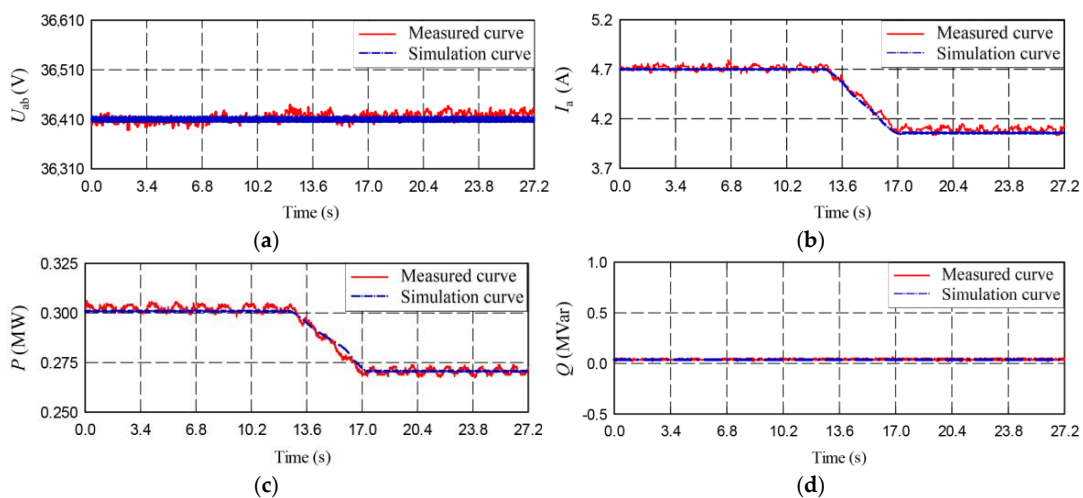 36,610
36,510
36,410
36,310
U_ab (V)
Measured curve
Simulation curve
0.0 3.4 6.8 10.2 13.6 17.0 20.4 23.8 27.2
Time (s)
(a)
5.2
4.7
4.2
3.7
I_a (A)
Measured curve
Simulation curve
0.0 3.4 6.8 10.2 13.6 17.0 20.4 23.8 27.2
Time (s)
(b)
0.325
0.300
0.275
0.250
P (MW)
Measured curve
Simulation curve
0.0 3.4 6.8 10.2 13.6 17.0 20.4 23.8 27.2
Time (s)
(c)
1.0
0.5
0.0
-0.5
Q (MVar)
Measured curve
Simulation curve
0.0 3.4 6.8 10.2 13.6 17.0 20.4 23.8 27.2
Time (s)
(d)